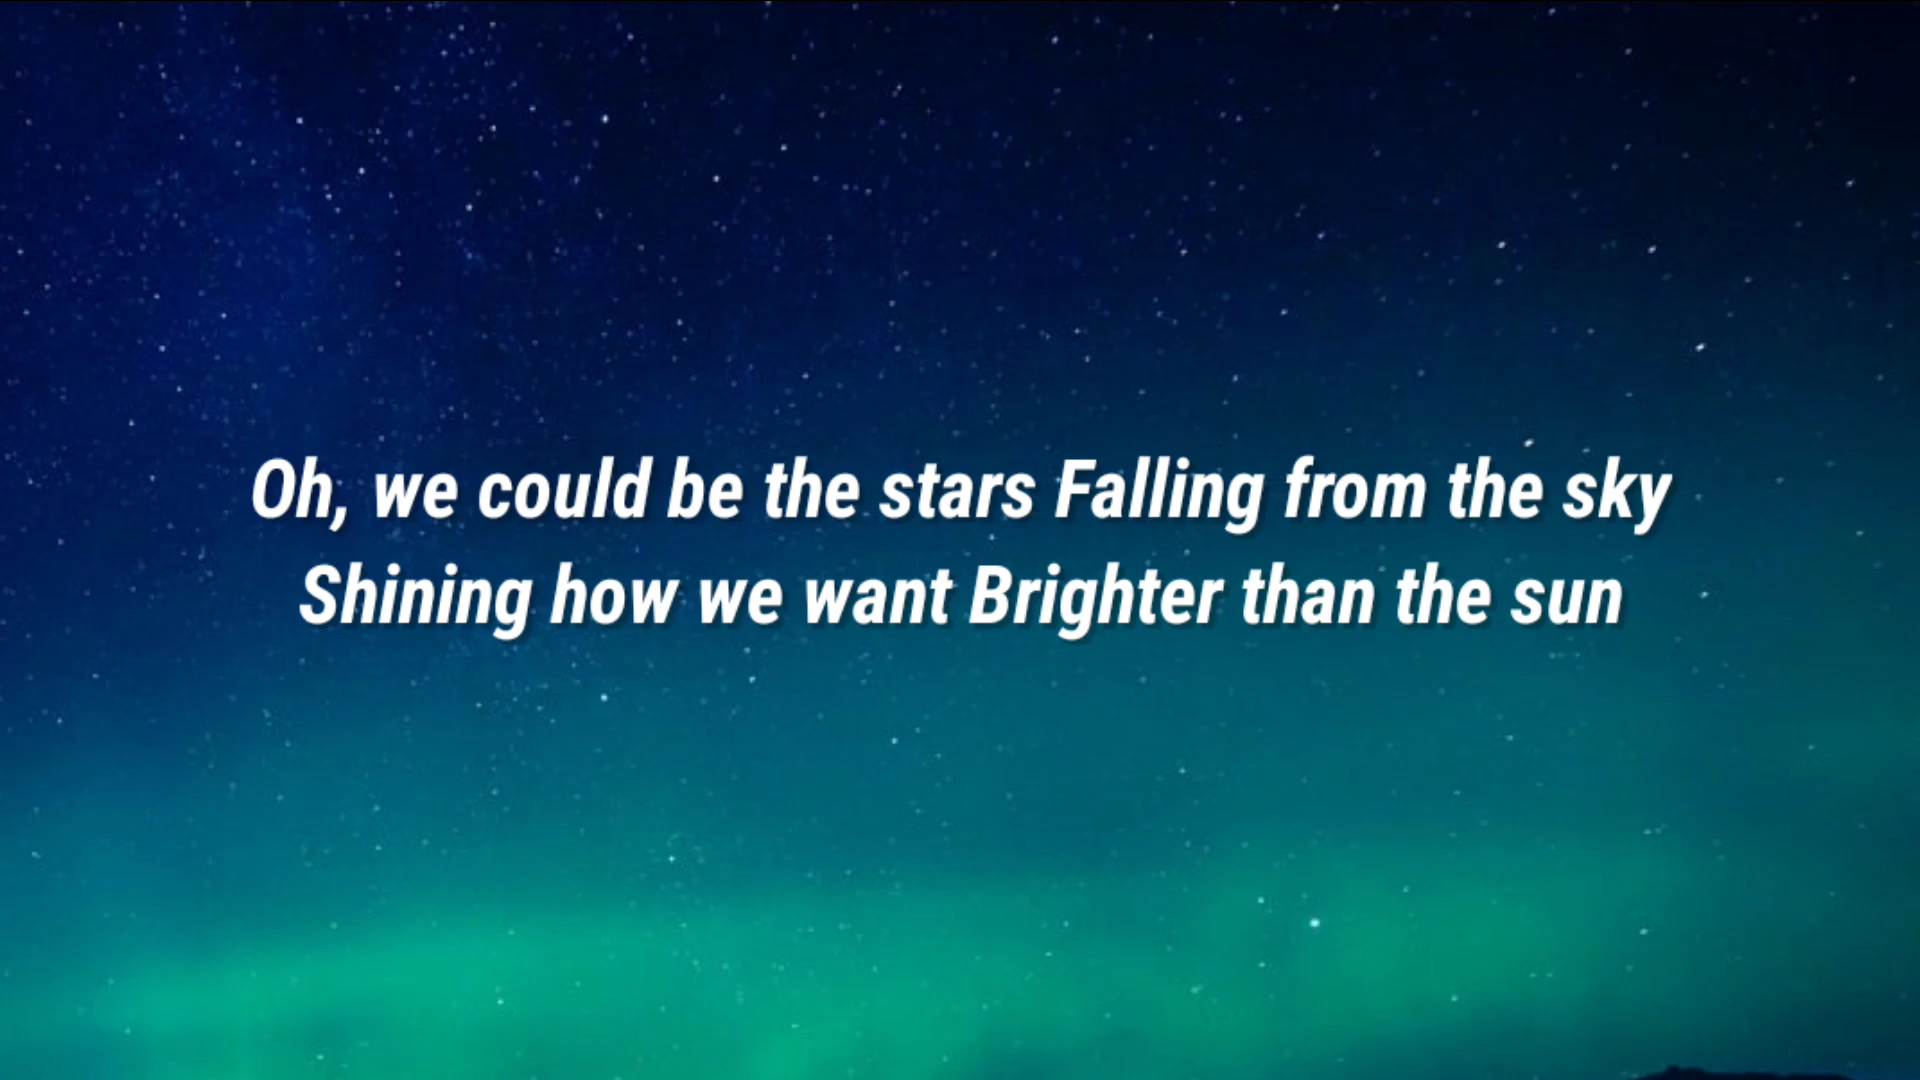 Oh, we could be the stars Falling from the sky
Shining how we want Brighter than the sun